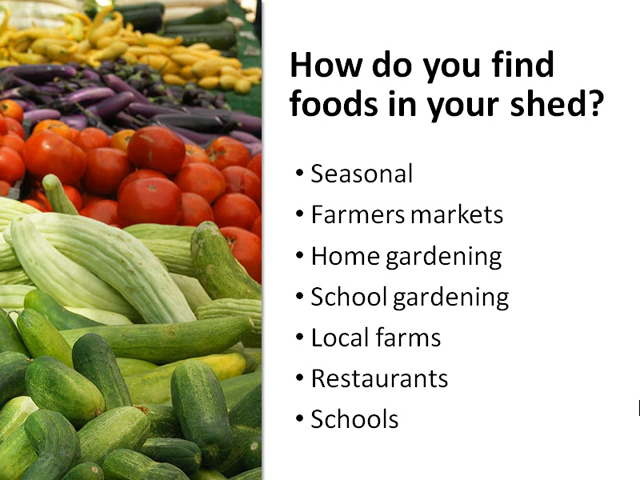 How do you find
foods in your shed?
• Seasonal
• Farmers markets
• Home gardening
• School gardening
• Local farms
• Restaurants
• Schools